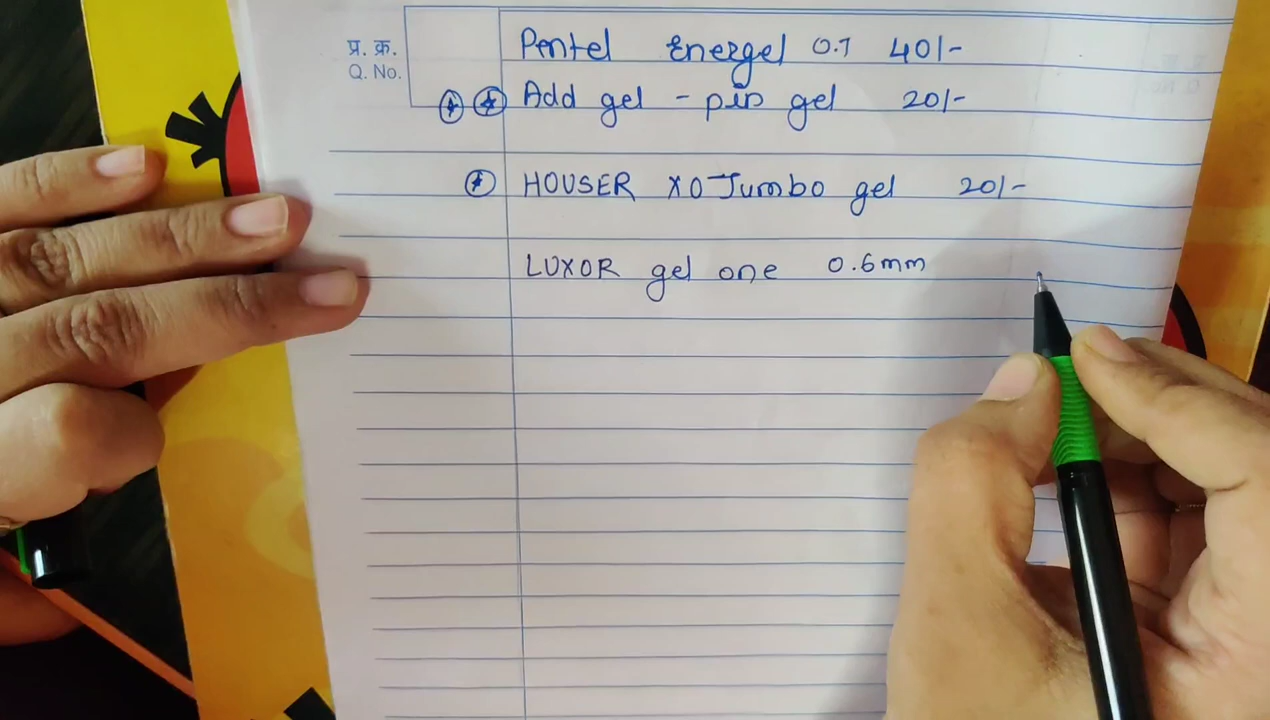 प्र. क्र.
Q. No.
Pentel Energel 0.7 40/-
Add gel - pin gel 20/-
HOUSER XO Jumbo gel 20/-
LUXOR gel one 0.6mm